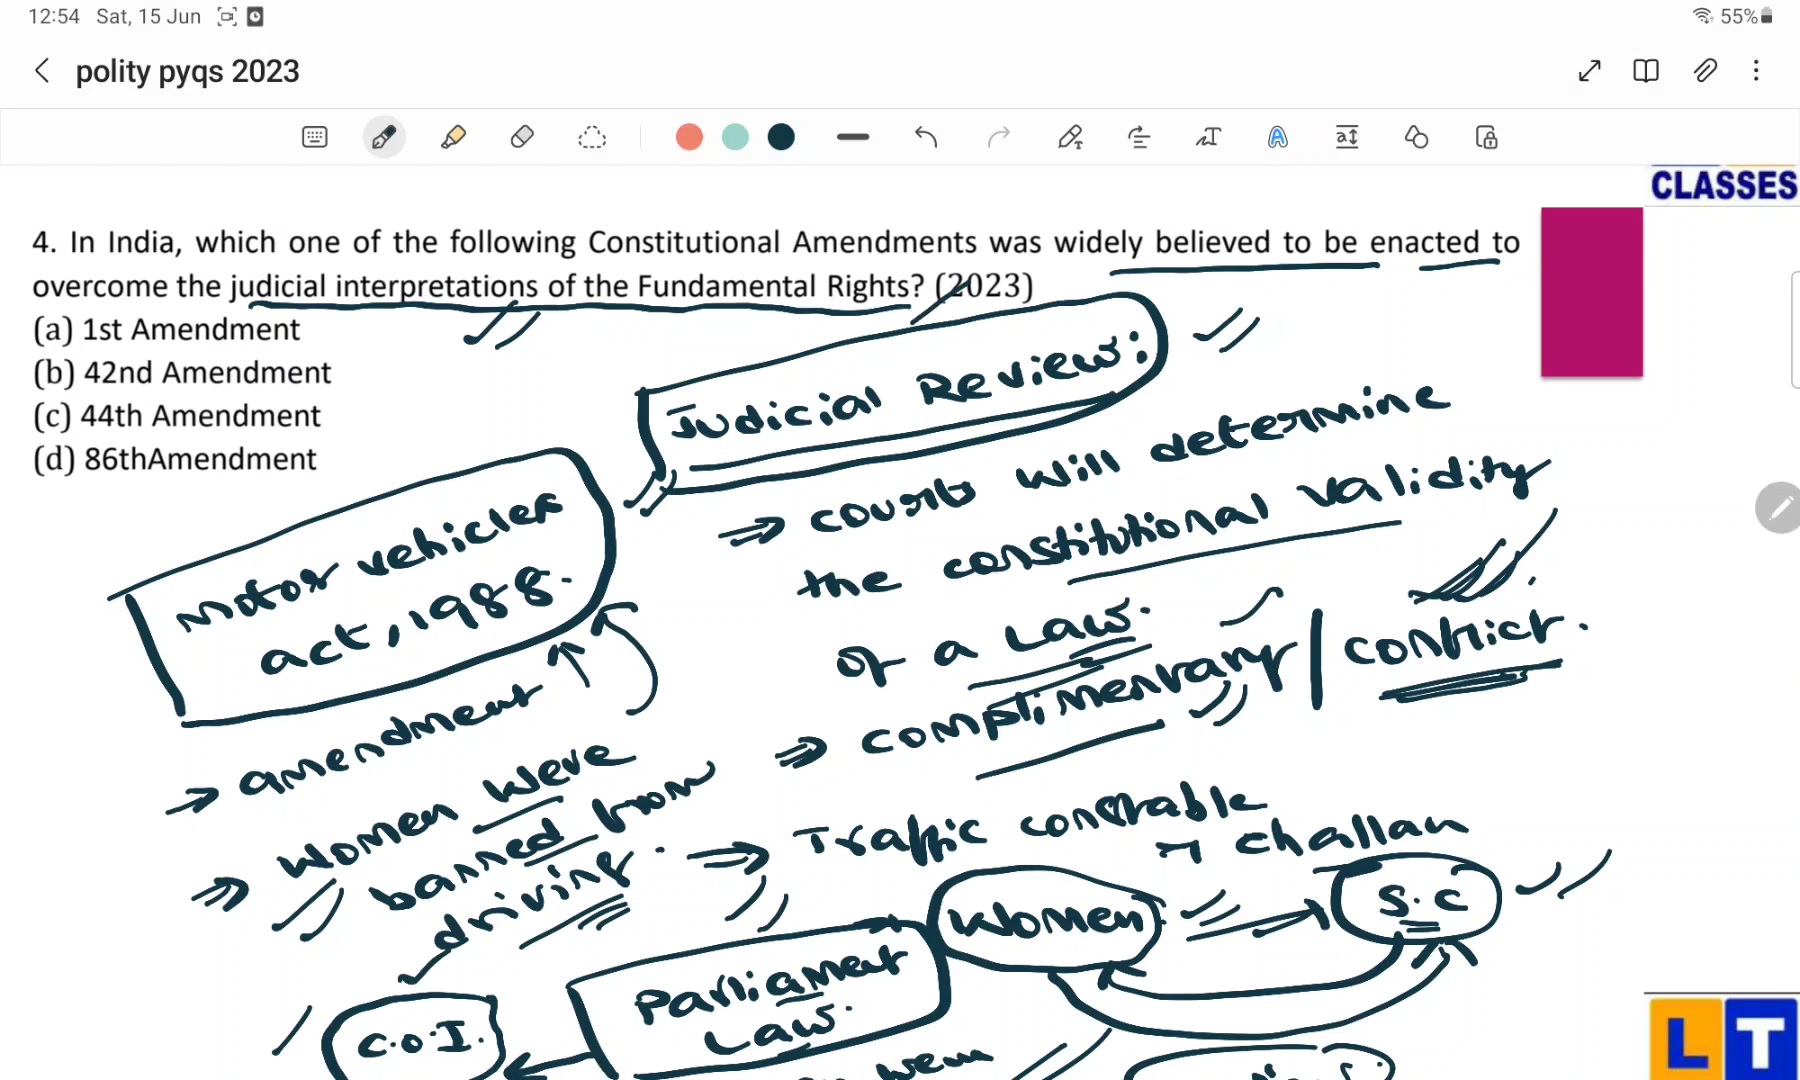 12:54 Sat, 15 Jun
55%
polity pyqs 2023
CLASSES
4. In India, which one of the following Constitutional Amendments was widely believed to be enacted to
overcome the judicial interpretations of the Fundamental Rights? (2023)
(a) 1st Amendment
(b) 42nd Amendment
(c) 44th Amendment
(d) 86thAmendment
Judicial Review:
⇒ courts will determine
the constitutional validity
of a Law.
⇒ complimentary / conflict.
Motor vehicles
act, 1988.
→ amendment
⇒ women were
banned from
driving.
⇒ Traffic constable
→ challan
women → S.C
Parliament
Law.
C.O.I.
LT